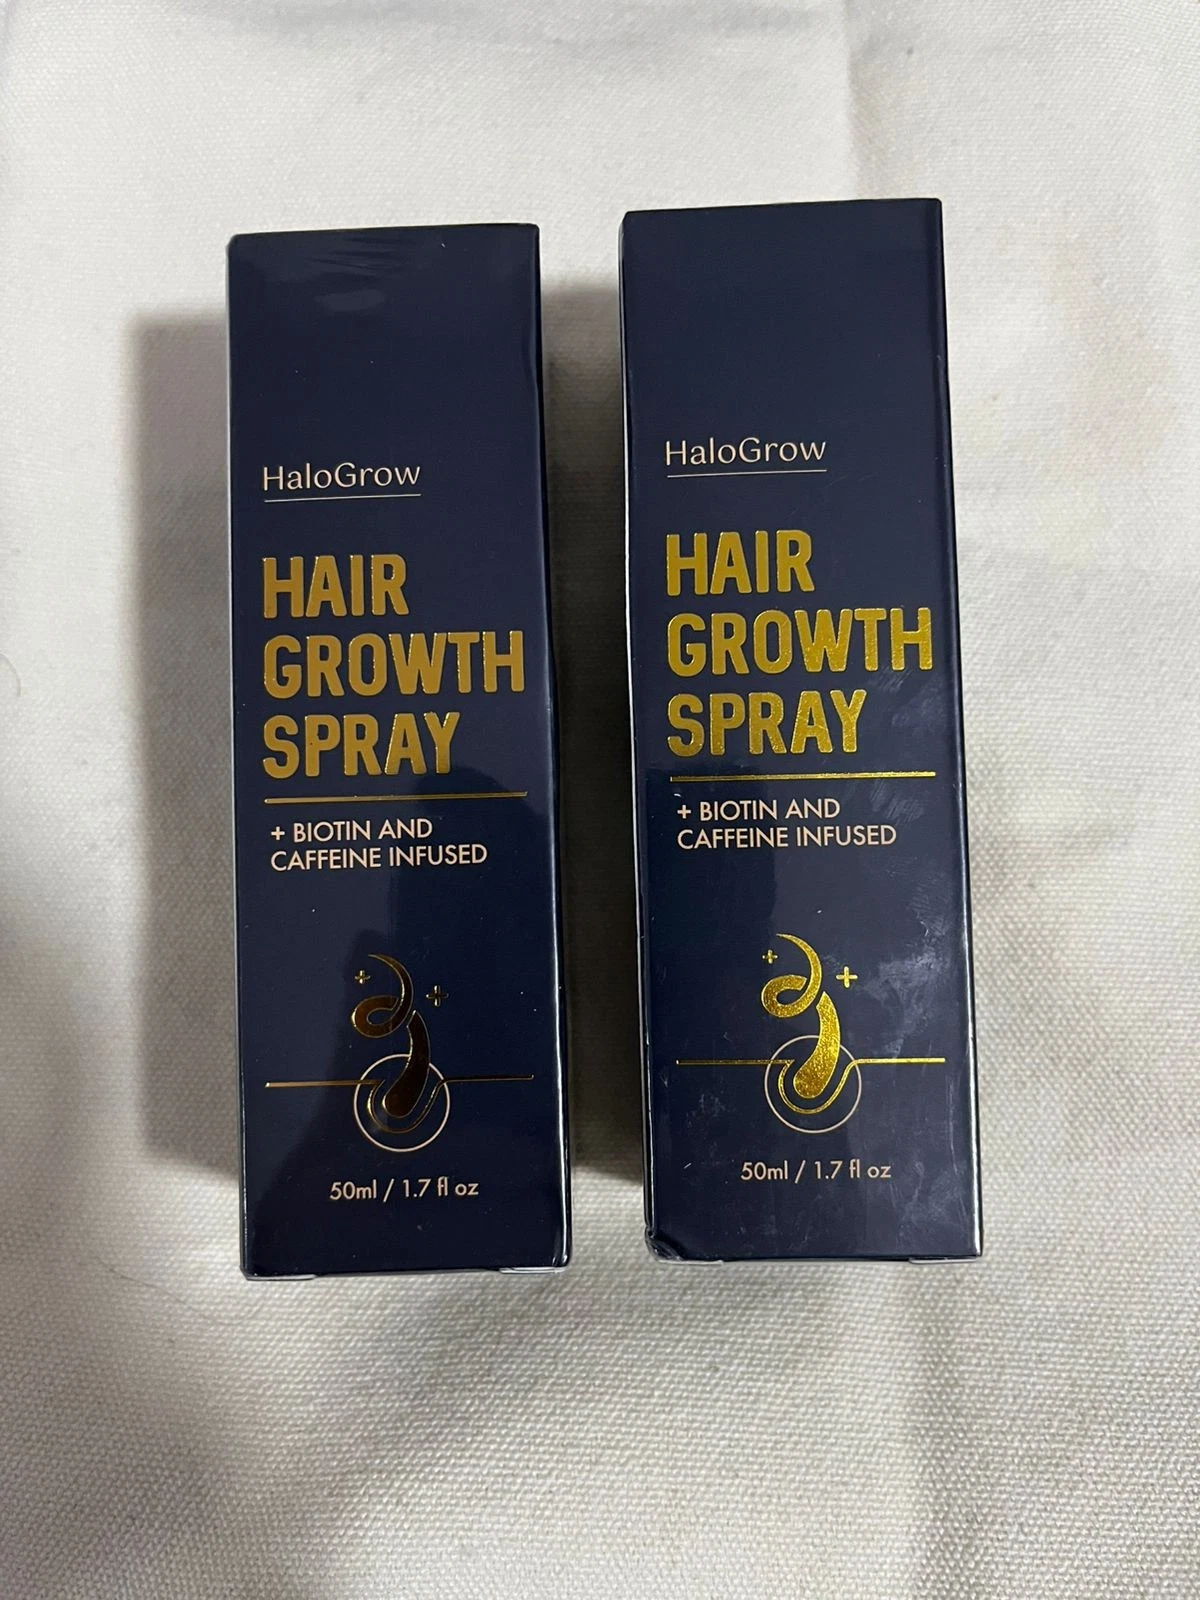 HaloGrow
HAIR
GROWTH
SPRAY
+ BIOTIN AND
CAFFEINE INFUSED
50ml / 1.7 fl oz
HaloGrow
HAIR
GROWTH
SPRAY
+ BIOTIN AND
CAFFEINE INFUSED
50ml / 1.7 fl oz